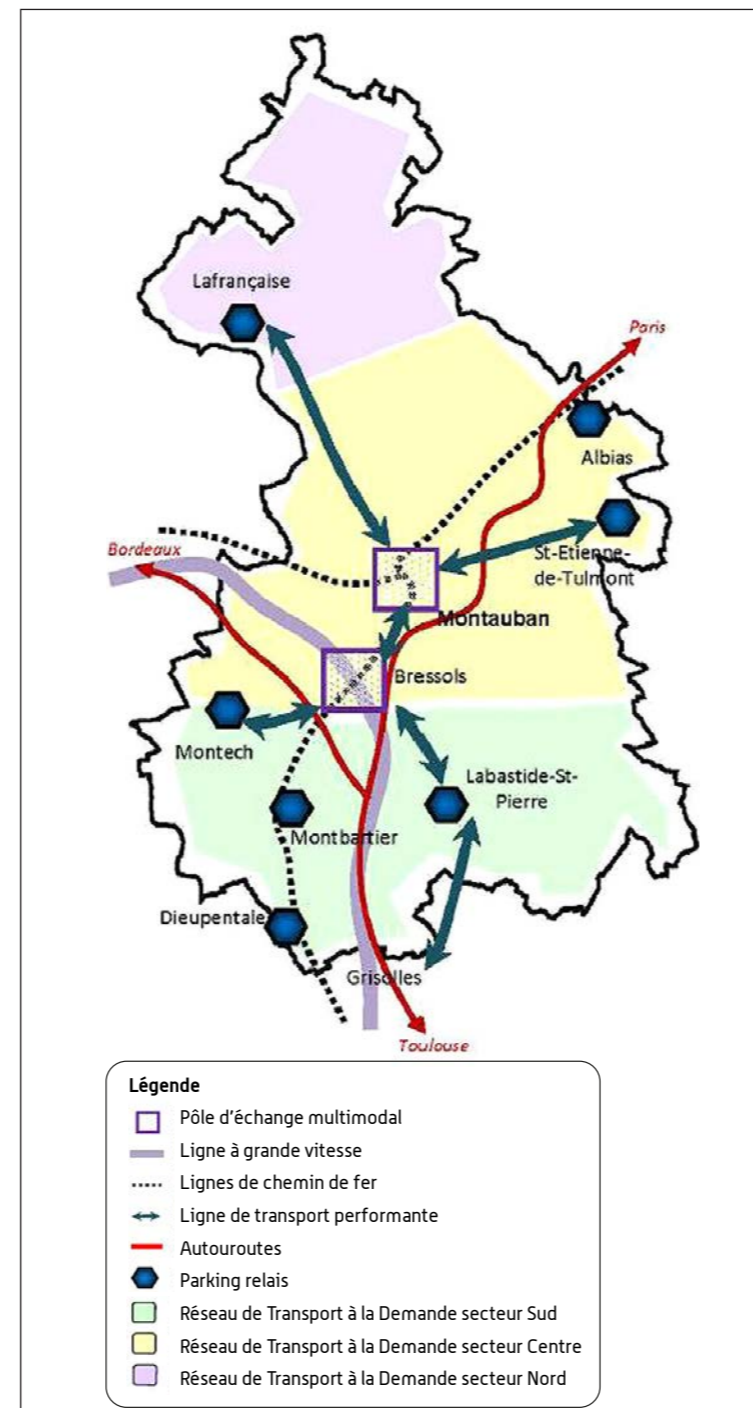 Lafrançaise
Paris
Albias
Bordeaux
St-Etienne-
de-Tulmont
Montauban
Bressols
Montech
Labastide-St-
Pierre
Montbartier
Dieupentale
Grisolles
Toulouse
Légende
Pôle d'échange multimodal
Ligne à grande vitesse
Lignes de chemin de fer
Ligne de transport performante
Autouroutes
Parking relais
Réseau de Transport à la Demande secteur Sud
Réseau de Transport à la Demande secteur Centre
Réseau de Transport à la Demande secteur Nord